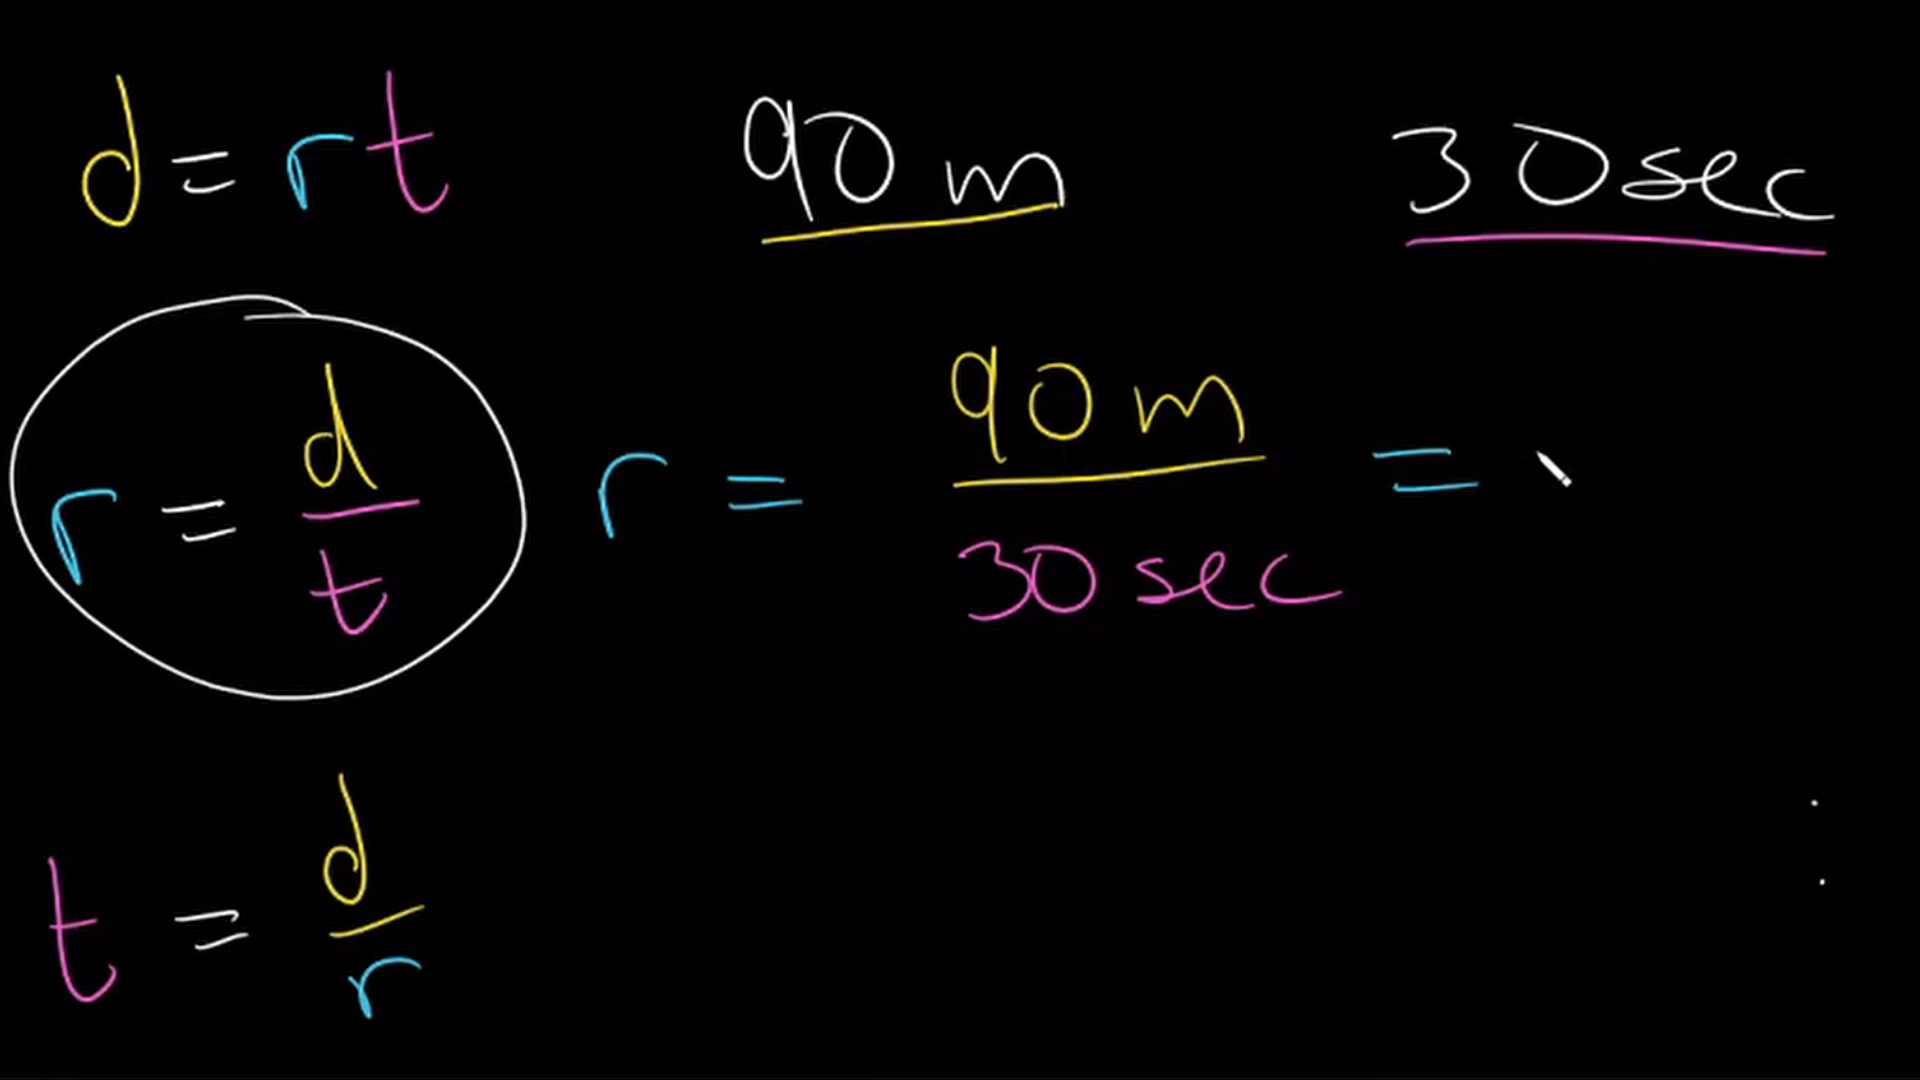 d = rt 90 m 30 sec
r = d/t r = 90 m/30 sec =
t = d/r